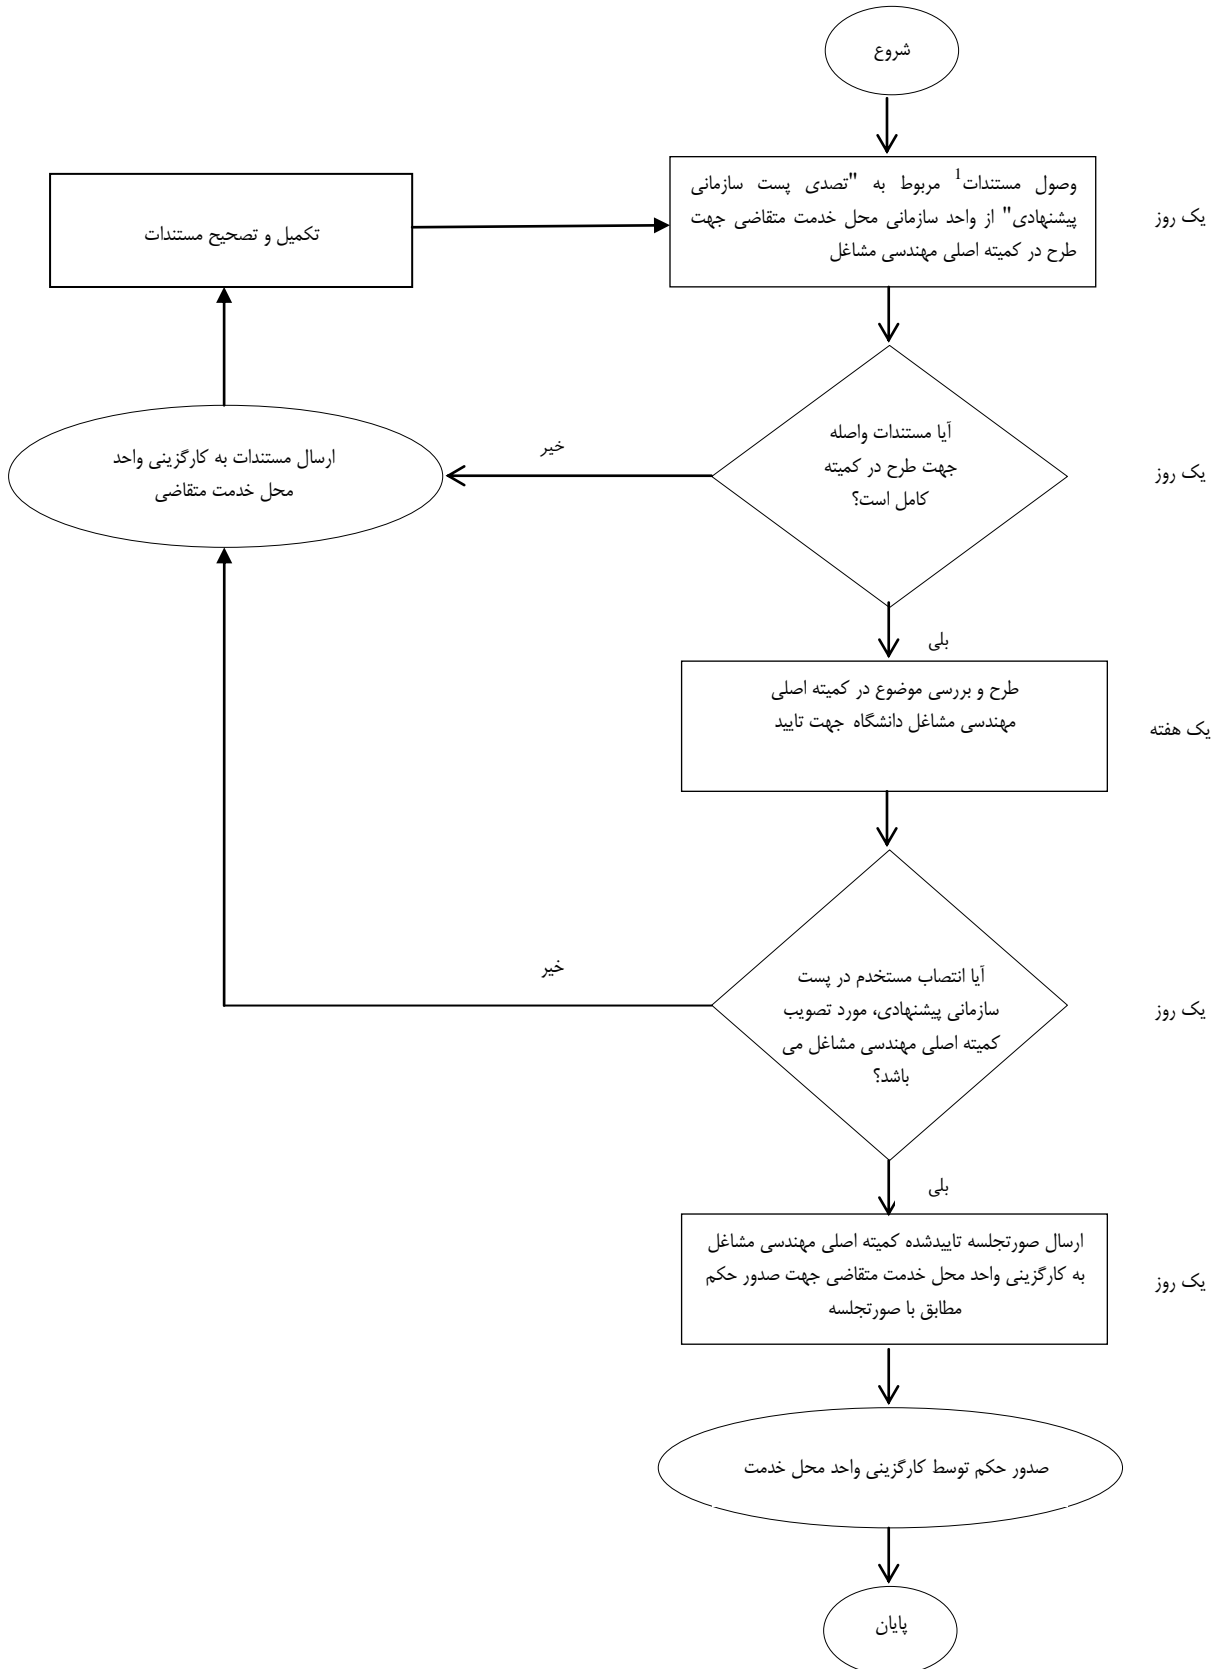 شروع
وصول مستندات1 مربوط به "تصدی پست سازمانی
پیشنهادی" از واحد سازمانی محل خدمت متقاضی جهت
طرح در کمیته اصلی مهندسی مشاغل
یک روز
تکمیل و تصحیح مستندات
آیا مستندات واصله
جهت طرح در کمیته
کامل است؟
یک روز
خیر
ارسال مستندات به کارگزینی واحد
محل خدمت متقاضی
بلی
طرح و بررسی موضوع در کمیته اصلی
مهندسی مشاغل دانشگاه جهت تایید
یک هفته
آیا انتصاب مستخدم در پست
سازمانی پیشنهادی، مورد تصویب
کمیته اصلی مهندسی مشاغل می
باشد؟
یک روز
خیر
بلی
ارسال صورتجلسه تاییدشده کمیته اصلی مهندسی مشاغل
به کارگزینی واحد محل خدمت متقاضی جهت صدور حکم
مطابق با صورتجلسه
یک روز
صدور حکم توسط کارگزینی واحد محل خدمت
پایان